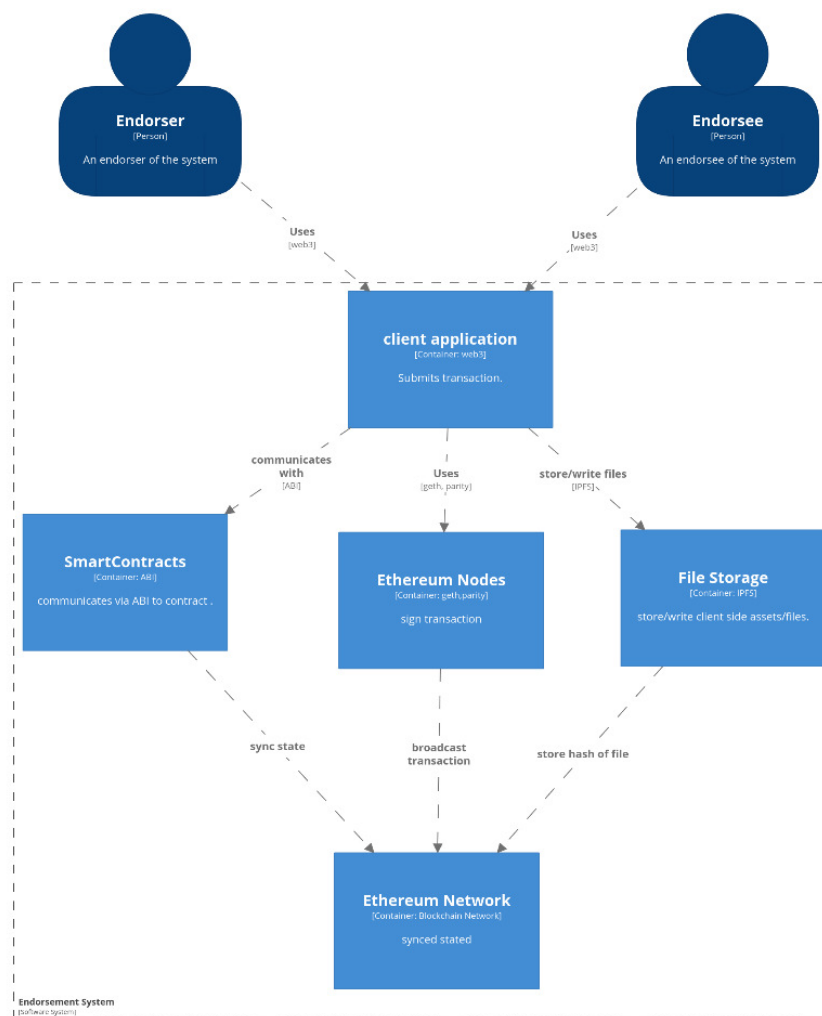 Endorser
[Person]
An endorser of the system
Endorsee
[Person]
An endorsee of the system
Uses
[web3]
Uses
[web3]
client application
[Container: web3]
Submits transaction.
communicates
with
[ABI]
Uses
[geth, parity]
store/write files
[IPFS]
SmartContracts
[Container: ABI]
communicates via ABI to contract .
Ethereum Nodes
[Container: geth,parity]
sign transaction
File Storage
[Container: IPFS]
store/write client side assets/files.
sync state
broadcast
transaction
store hash of file
Ethereum Network
[Container: Blockchain Network]
synced stated
Endorsement System
[Software System]